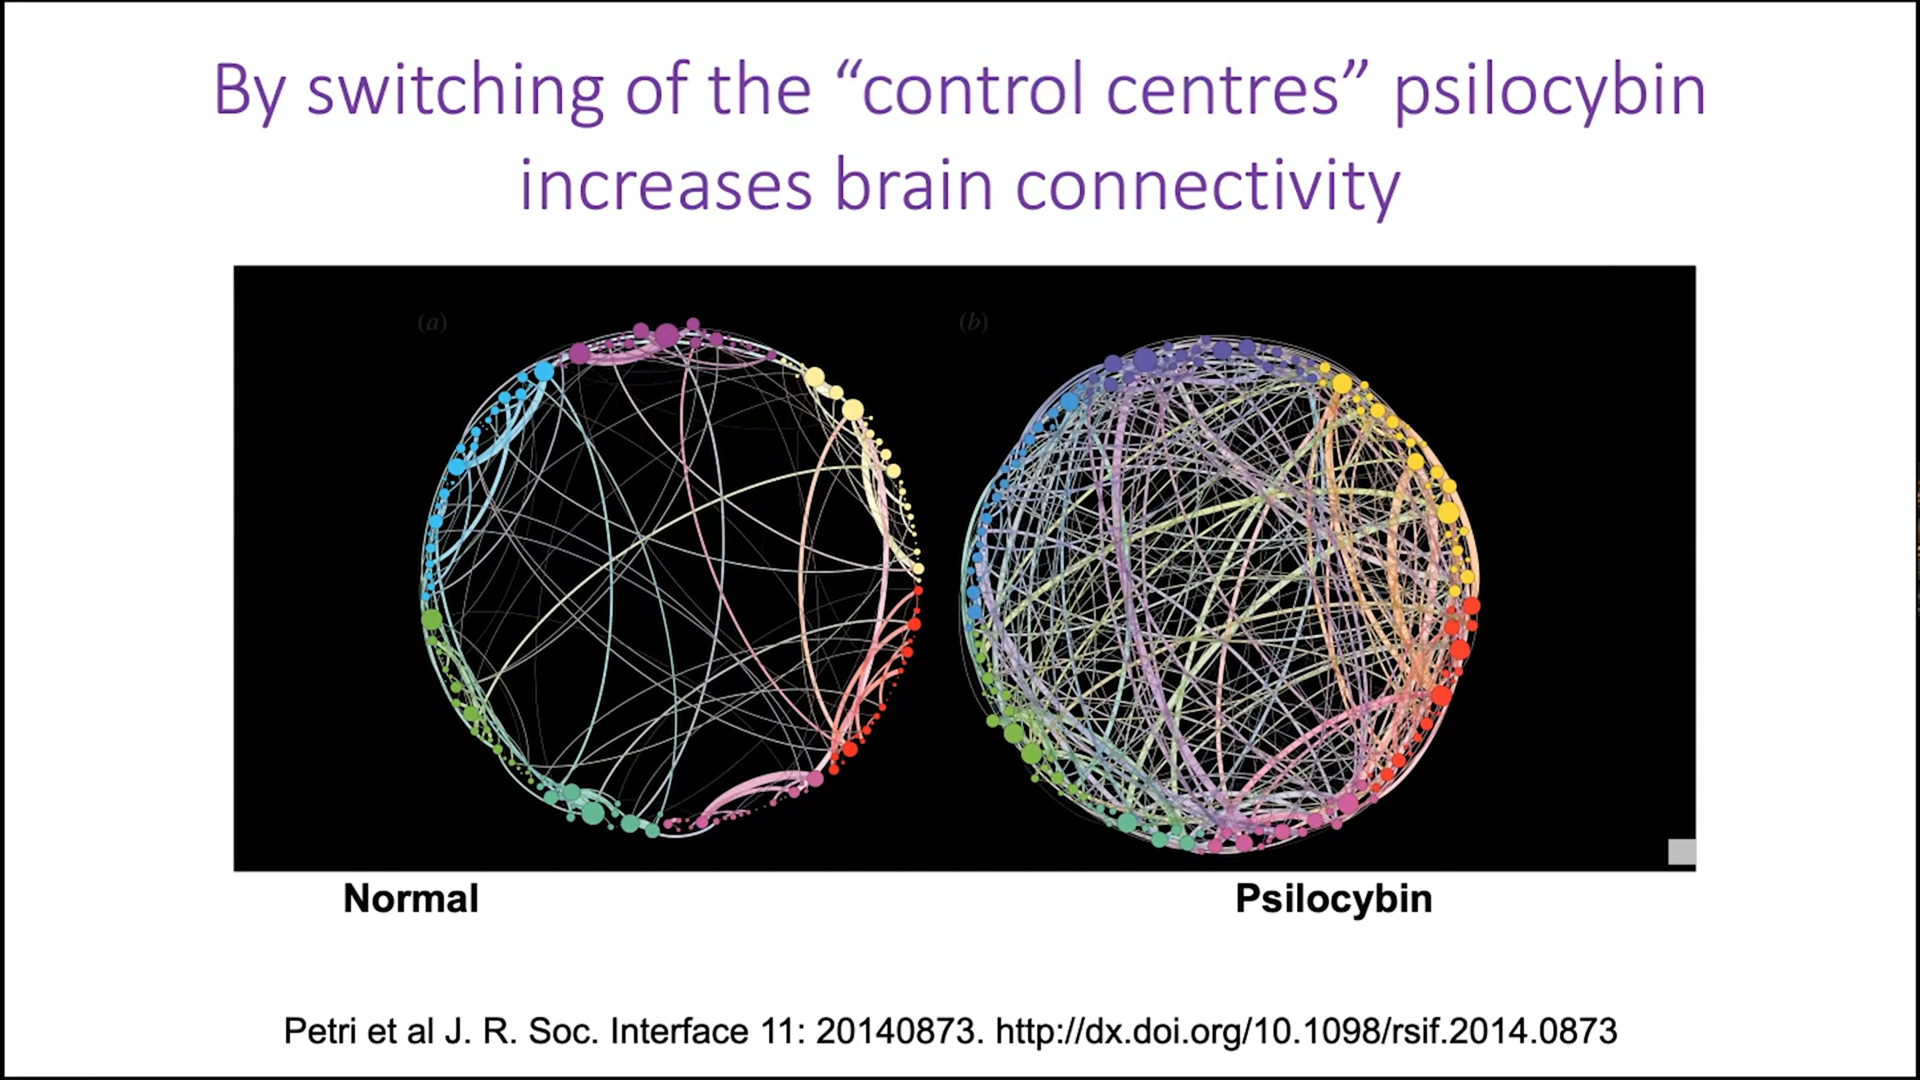 By switching of the “control centres” psilocybin
increases brain connectivity
(a)
(b)
Normal
Psilocybin
Petri et al J. R. Soc. Interface 11: 20140873. http://dx.doi.org/10.1098/rsif.2014.0873